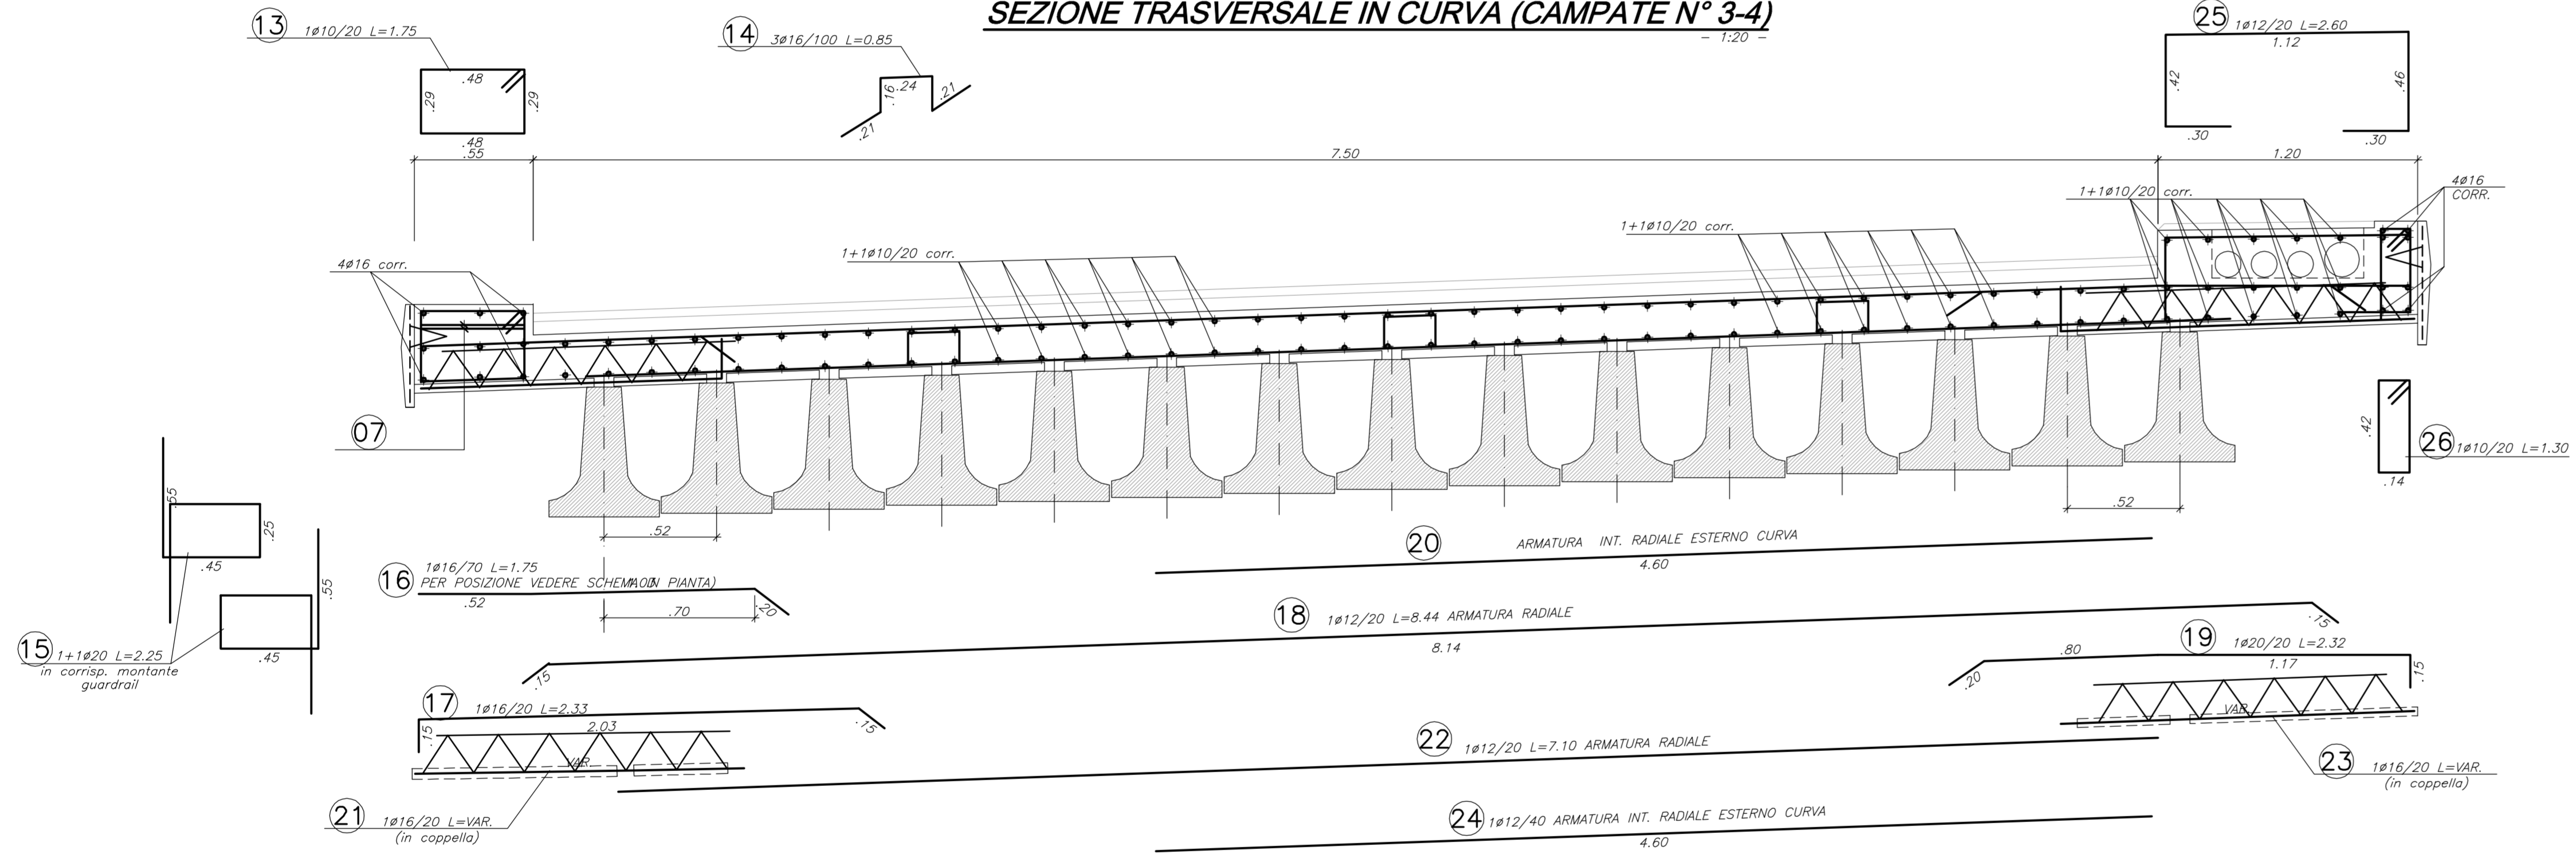 SEZIONE TRASVERSALE IN CURVA (CAMPATE N° 3-4)
- 1:20 -
13
1ø10/20 L=1.75
.48
.29
.29
.48
14
3ø16/100 L=0.85
.24
.16
.21
.21
25
1ø12/20 L=2.60
1.12
.42
.46
.30
.30
.55
7.50
1.20
4ø16 corr.
1+1ø10/20 corr.
1+1ø10/20 corr.
1+1ø10/20 corr.
4ø16
CORR.
07
.52
.52
.42
26
1ø10/20 L=1.30
.14
.55
.25
.45
.55
.45
15
1+1ø20 L=2.25
in corrisp. montante
guardrail
16
1ø16/70 L=1.75
PER POSIZIONE VEDERE SCHEMA IN PIANTA)
.52
.70
.20
20
ARMATURA INT. RADIALE ESTERNO CURVA
4.60
18
1ø12/20 L=8.44 ARMATURA RADIALE
8.14
.15
.15
19
1ø20/20 L=2.32
.80
1.17
.20
.15
VAR.
17
1ø16/20 L=2.33
2.03
.15
.15
VAR.
22
1ø12/20 L=7.10 ARMATURA RADIALE
23
1ø16/20 L=VAR.
(in coppella)
21
1ø16/20 L=VAR.
(in coppella)
24
1ø12/40 ARMATURA INT. RADIALE ESTERNO CURVA
4.60